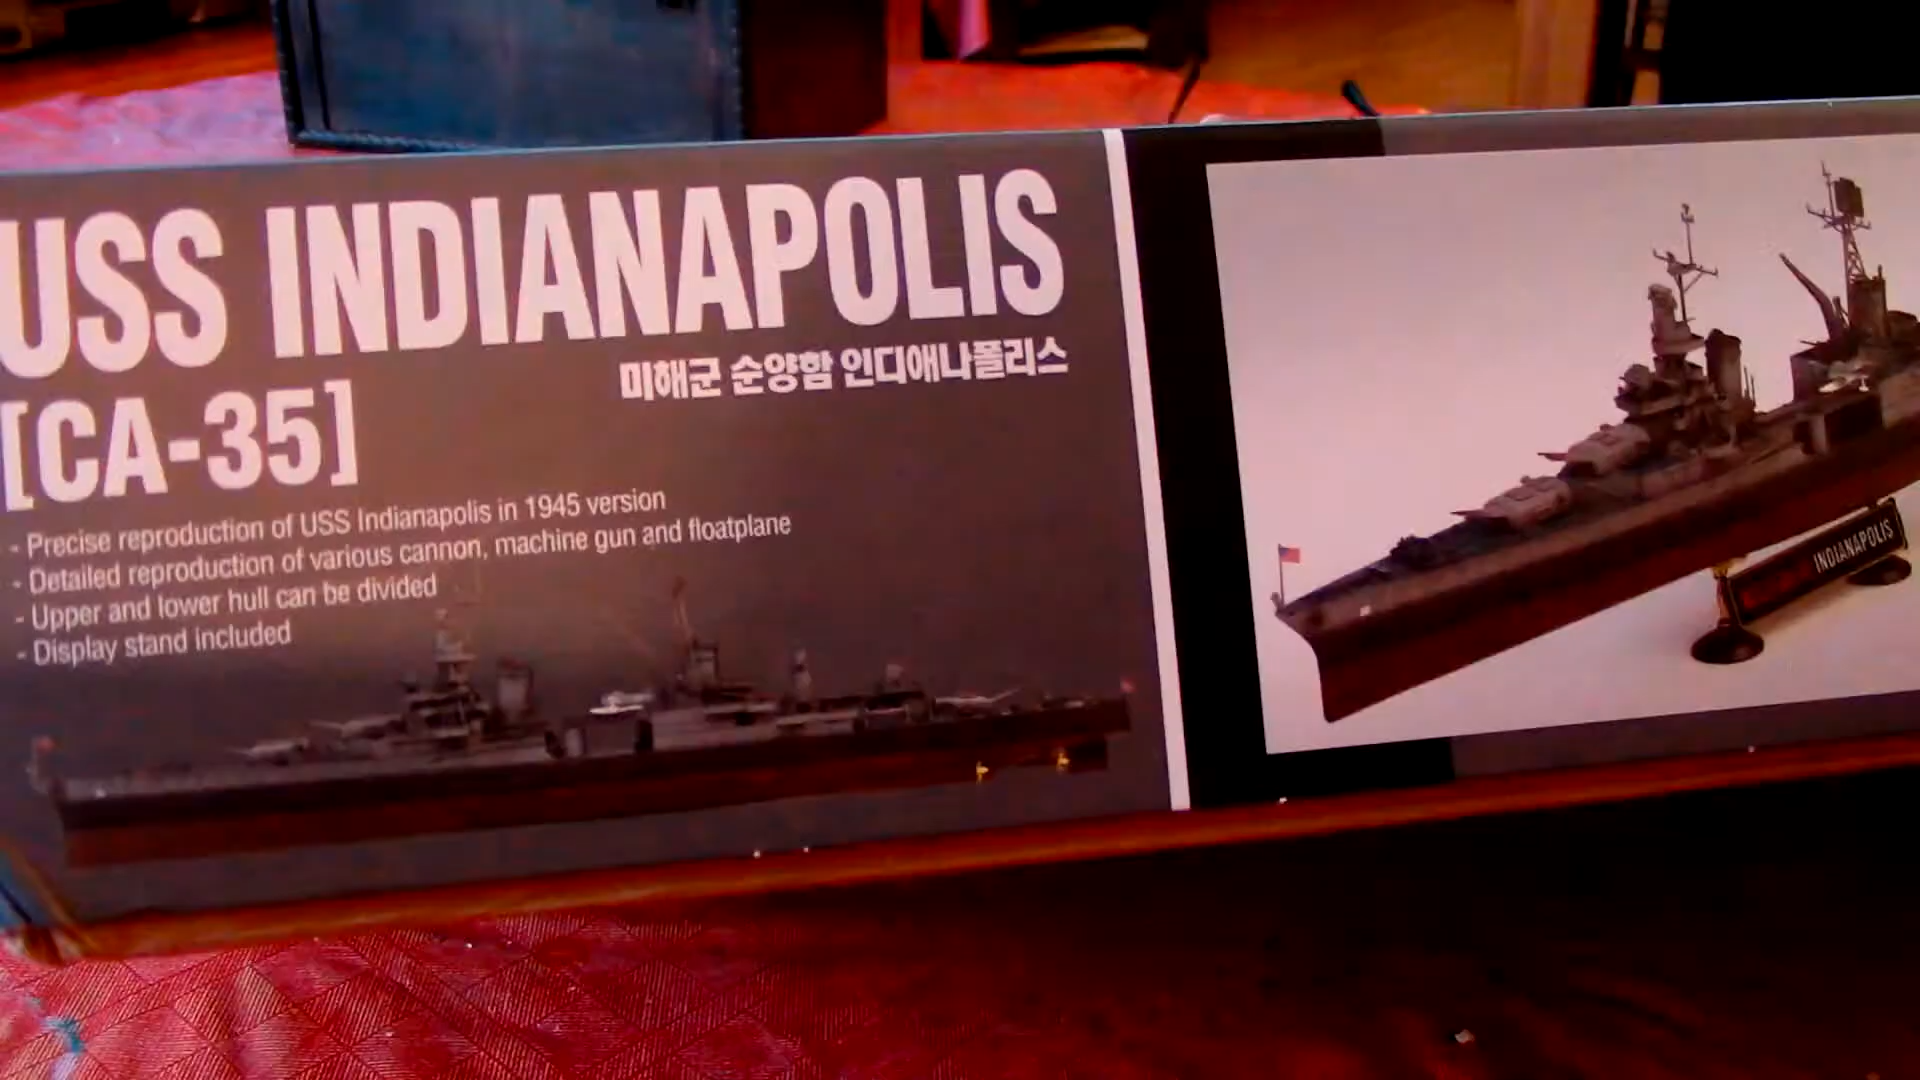 USS INDIANAPOLIS
미해군 순양함 인디애나폴리스
[CA-35]
- Precise reproduction of USS Indianapolis in 1945 version
- Detailed reproduction of various cannon, machine gun and floatplane
- Upper and lower hull can be divided
- Display stand included
INDIANAPOLIS